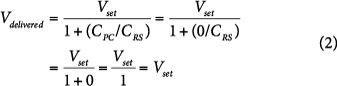 V_delivered = V_set / (1 + (C_PC/C_RS)) = V_set / (1 + (0/C_RS))
= V_set / (1 + 0) = V_set / 1 = V_set
(2)